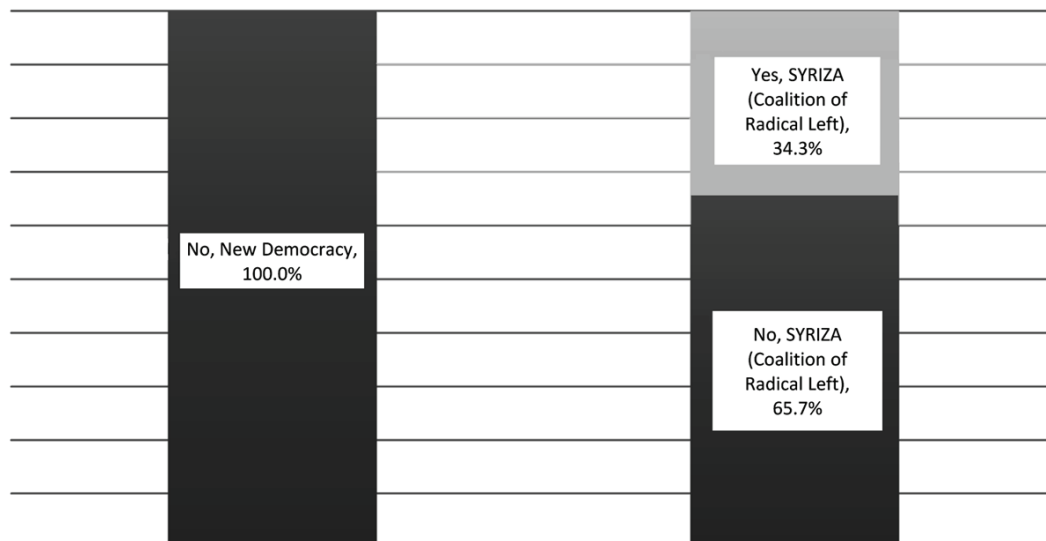 No, New Democracy,
100.0%
Yes, SYRIZA
(Coalition of
Radical Left),
34.3%
No, SYRIZA
(Coalition of
Radical Left),
65.7%